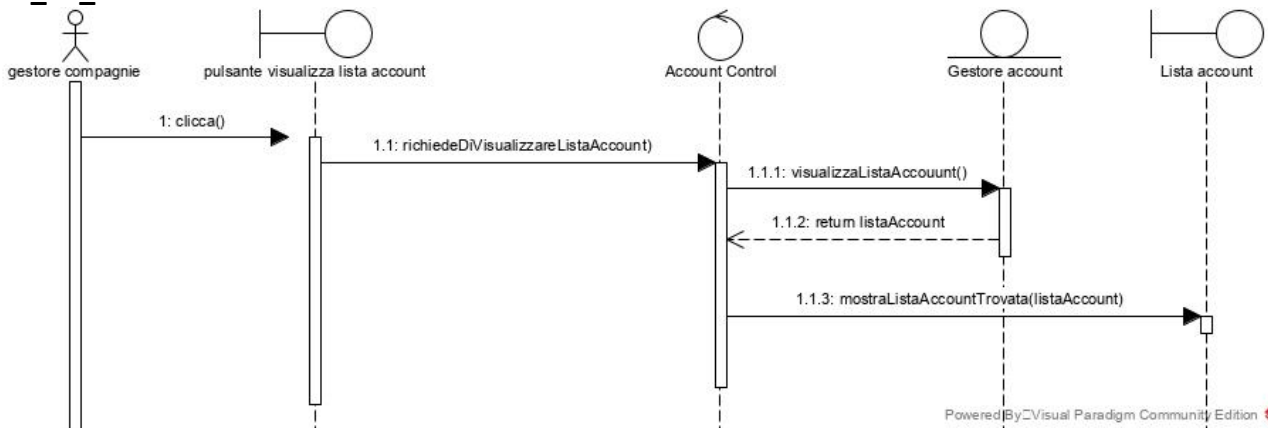 gestore compagnie
pulsante visualizza lista account
Account Control
Gestore account
Lista account
1: clicca()
1.1: richiedeDiVisualizzareListaAccount)
1.1.1: visualizzaListaAccouunt()
1.1.2: return listaAccount
1.1.3: mostraListaAccountTrovata(listaAccount)
Powered By Visual Paradigm Community Edition